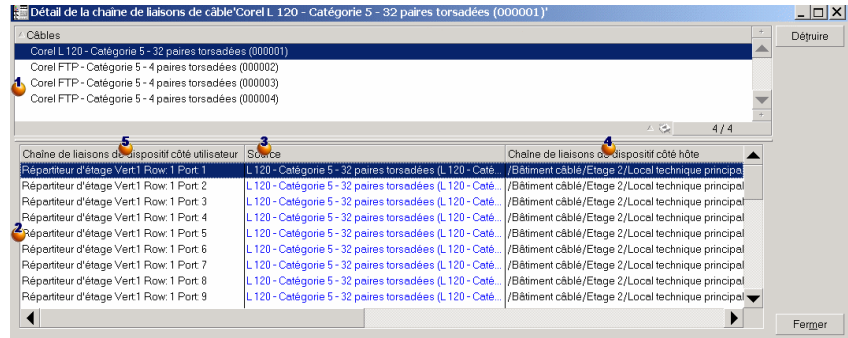 Détail de la chaîne de liaisons de câble'Corel L 120 - Catégorie 5 - 32 paires torsadées (000001)'
Câbles
Détruire
Corel L 120 - Catégorie 5 - 32 paires torsadées (000001)
Corel FTP - Catégorie 5 - 4 paires torsadées (000002)
1
Corel FTP - Catégorie 5 - 4 paires torsadées (000003)
Corel FTP - Catégorie 5 - 4 paires torsadées (000004)
4 / 4
5 3 4
Chaîne de liaisons de dispositif côté utilisateur Source Chaîne de liaisons de dispositif côté hôte
Répartiteur d'étage Vert:1 Row: 1 Port: 1 L 120 - Catégorie 5 - 32 paires torsadées (L 120 - Caté... /Bâtiment câblé/Etage 2/Local technique principal
Répartiteur d'étage Vert:1 Row: 1 Port: 2 L 120 - Catégorie 5 - 32 paires torsadées (L 120 - Caté... /Bâtiment câblé/Etage 2/Local technique principal
Répartiteur d'étage Vert:1 Row: 1 Port: 3 L 120 - Catégorie 5 - 32 paires torsadées (L 120 - Caté... /Bâtiment câblé/Etage 2/Local technique principal
Répartiteur d'étage Vert:1 Row: 1 Port: 4 L 120 - Catégorie 5 - 32 paires torsadées (L 120 - Caté... /Bâtiment câblé/Etage 2/Local technique principal
2
Répartiteur d'étage Vert:1 Row: 1 Port: 5 L 120 - Catégorie 5 - 32 paires torsadées (L 120 - Caté... /Bâtiment câblé/Etage 2/Local technique principal
Répartiteur d'étage Vert:1 Row: 1 Port: 6 L 120 - Catégorie 5 - 32 paires torsadées (L 120 - Caté... /Bâtiment câblé/Etage 2/Local technique principal
Répartiteur d'étage Vert:1 Row: 1 Port: 7 L 120 - Catégorie 5 - 32 paires torsadées (L 120 - Caté... /Bâtiment câblé/Etage 2/Local technique principal
Répartiteur d'étage Vert:1 Row: 1 Port: 8 L 120 - Catégorie 5 - 32 paires torsadées (L 120 - Caté... /Bâtiment câblé/Etage 2/Local technique principal
Répartiteur d'étage Vert:1 Row: 1 Port: 9 L 120 - Catégorie 5 - 32 paires torsadées (L 120 - Caté... /Bâtiment câblé/Etage 2/Local technique principal
Fermer